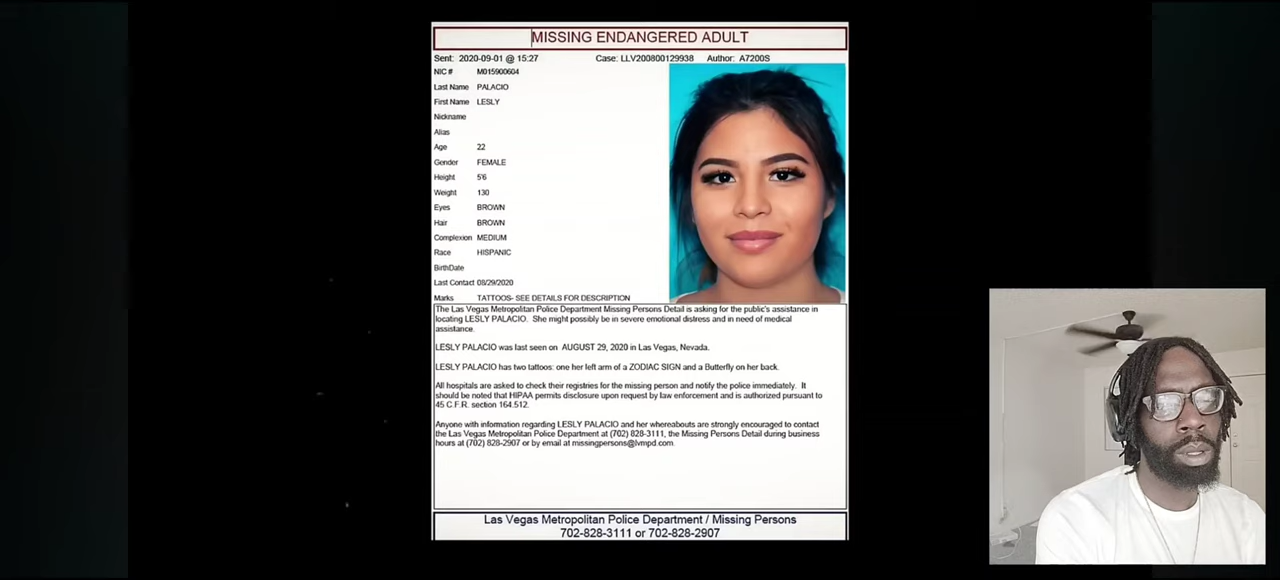 MISSING ENDANGERED ADULT
Sent: 2020-09-01 @ 15:27 Case: LLV200800129938 Author: A7200S
NIC # M015900604
Last Name PALACIO
First Name LESLY
Nickname
Alias
Age 22
Gender FEMALE
Height 5'6
Weight 130
Eyes BROWN
Hair BROWN
Complexion MEDIUM
Race HISPANIC
BirthDate
Last Contact 08/29/2020
Marks TATTOOS- SEE DETAILS FOR DESCRIPTION
The Las Vegas Metropolitan Police Department Missing Persons Detail is asking for the public's assistance in
locating LESLY PALACIO. She might possibly be in severe emotional distress and in need of medical
assistance.
LESLY PALACIO was last seen on AUGUST 29, 2020 in Las Vegas, Nevada.
LESLY PALACIO has two tattoos: one her left arm of a ZODIAC SIGN and a Butterfly on her back.
All hospitals are asked to check their registries for the missing person and notify the police immediately. It
should be noted that HIPAA permits disclosure upon request by law enforcement and is authorized pursuant to
45 C.F.R. section 164.512.
Anyone with information regarding LESLY PALACIO and her whereabouts are strongly encouraged to contact
the Las Vegas Metropolitan Police Department at (702) 828-3111, the Missing Persons Detail during business
hours at (702) 828-2907 or by email at missingpersons@lvmpd.com.
Las Vegas Metropolitan Police Department / Missing Persons
702-828-3111 or 702-828-2907